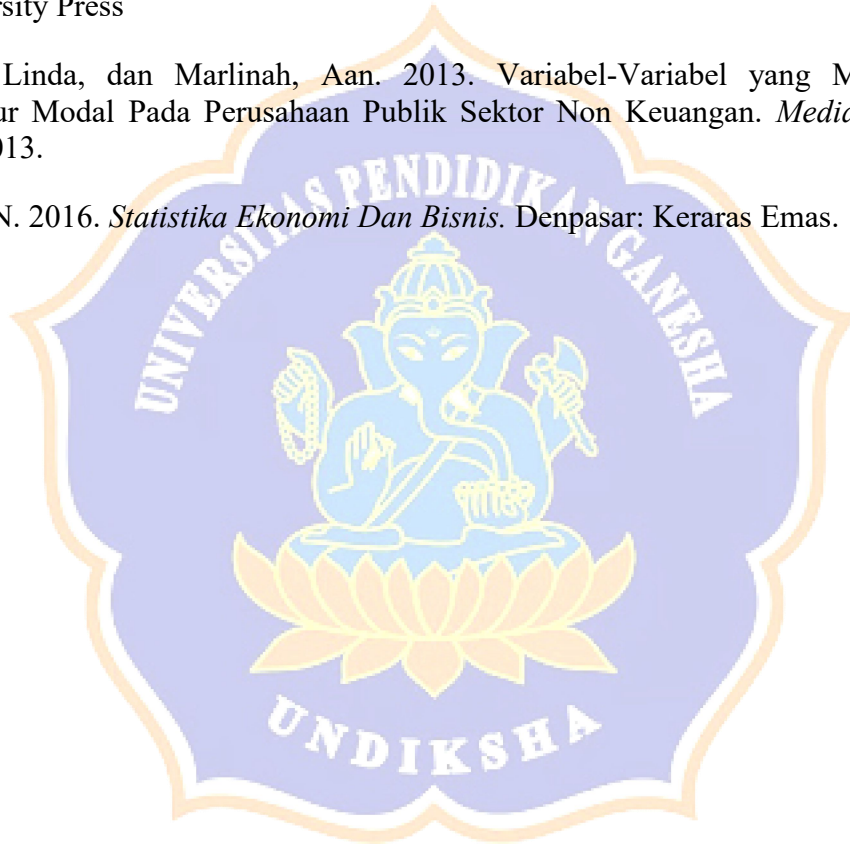 rsity Press
Linda, dan Marlinah, Aan. 2013. Variabel-Variabel yang M
ur Modal Pada Perusahaan Publik Sektor Non Keuangan. Media
013.
N. 2016. Statistika Ekonomi Dan Bisnis. Denpasar: Keraras Emas.
UNIVERSITAS PENDIDIKAN GANESHA
UNDIKSHA